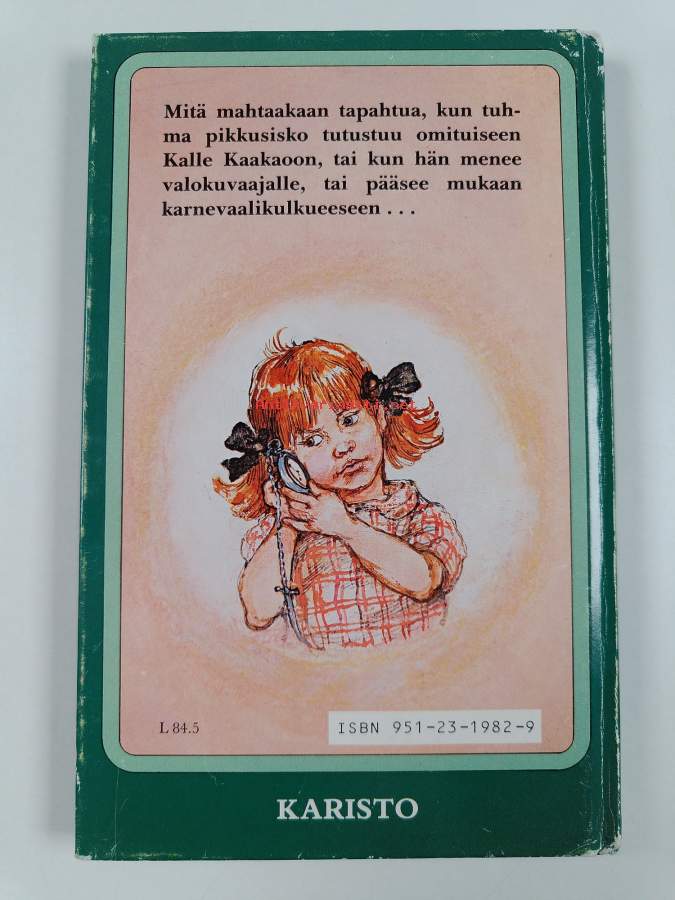 Mitä mahtaakaan tapahtua, kun tuh-
ma pikkusisko tutustuu omituiseen
Kalle Kaakaoon, tai kun hän menee
valokuvaajalle, tai pääsee mukaan
karnevaalikulkueeseen . . .
L 84.5
ISBN 951-23-1982-9
KARISTO